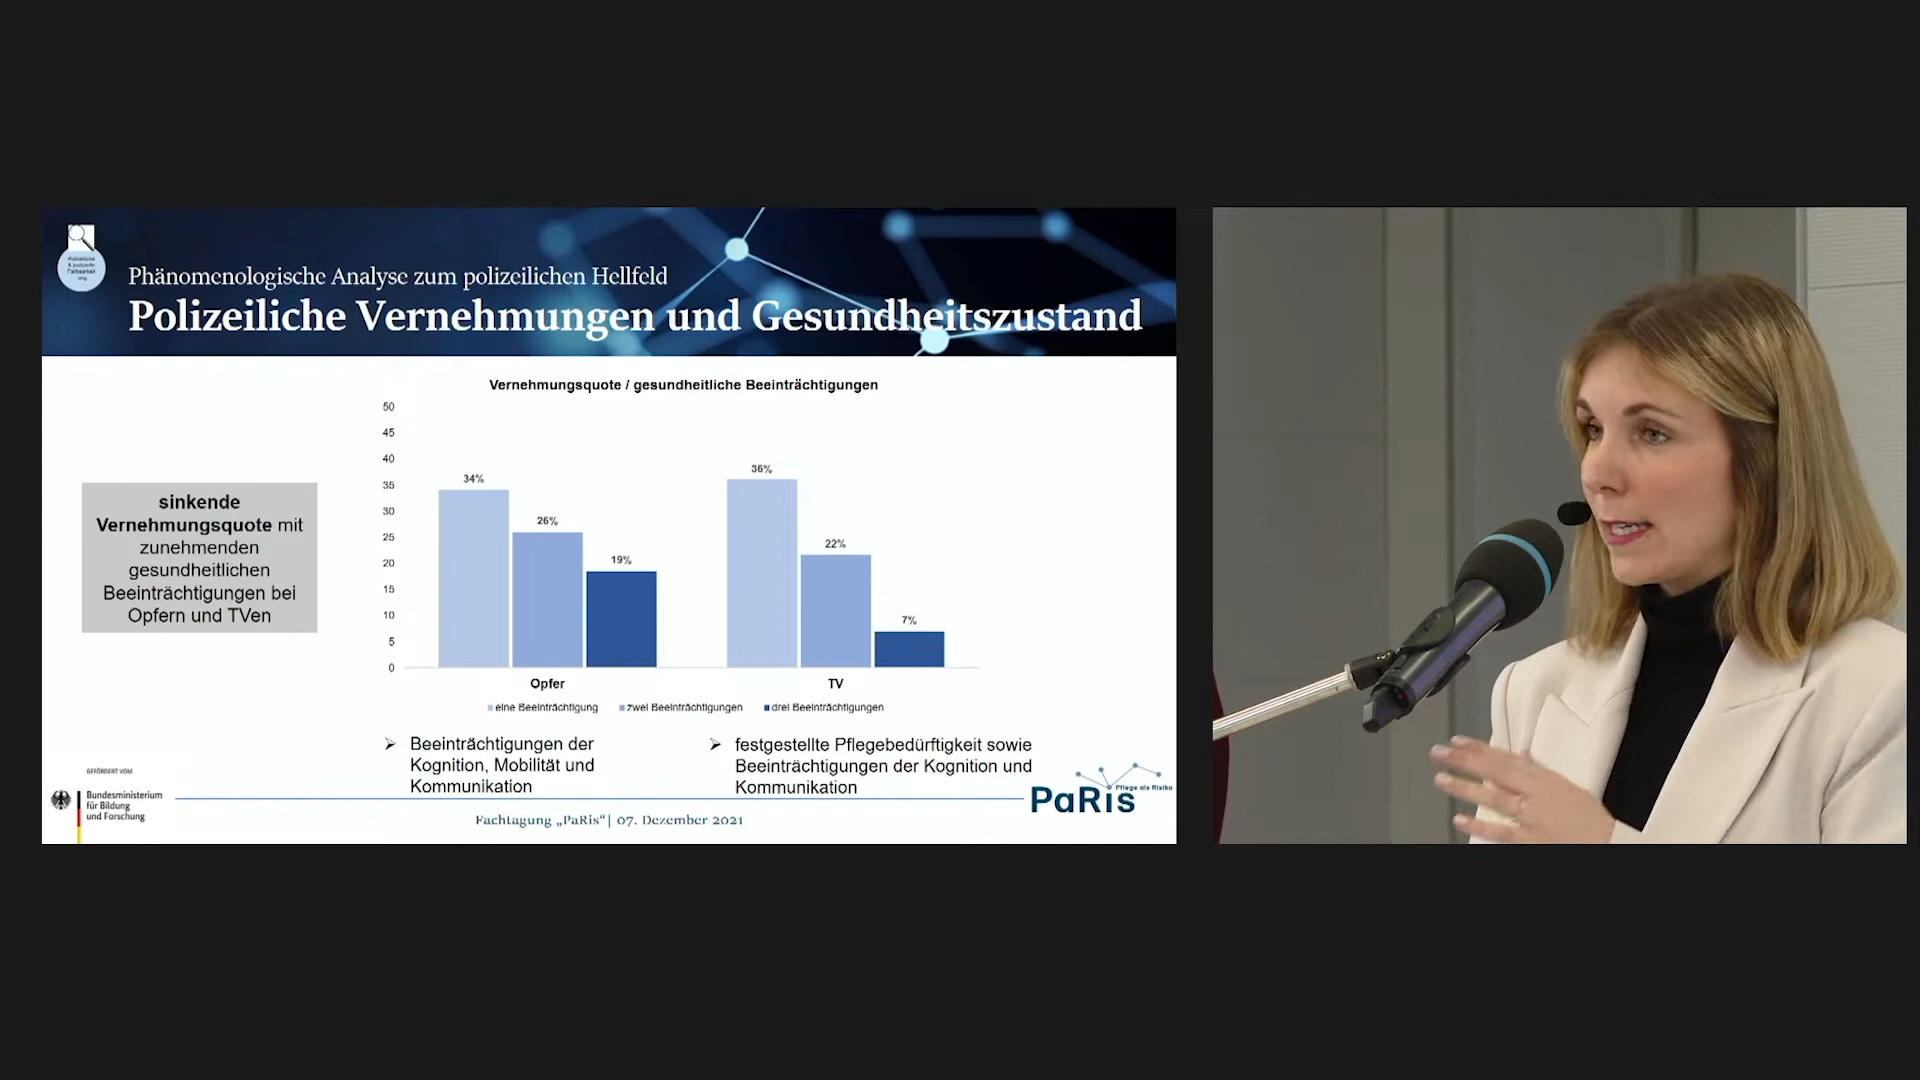 Polizeiliche
& justizielle
Fallbearbeit
ung
Phänomenologische Analyse zum polizeilichen Hellfeld
Polizeiliche Vernehmungen und Gesundheitszustand
sinkende
Vernehmungsquote mit
zunehmenden
gesundheitlichen
Beeinträchtigungen bei
Opfern und TVen
Vernehmungsquote / gesundheitliche Beeinträchtigungen
50
45
40
35
30
25
20
15
10
5
0
34%
26%
19%
36%
22%
7%
Opfer
TV
eine Beeinträchtigung
zwei Beeinträchtigungen
drei Beeinträchtigungen
Beeinträchtigungen der
Kognition, Mobilität und
Kommunikation
festgestellte Pflegebedürftigkeit sowie
Beeinträchtigungen der Kognition und
Kommunikation
GEFÖRDERT VOM
Bundesministerium
für Bildung
und Forschung
Fachtagung „PaRis“| 07. Dezember 2021
Pflege als Risiko
PaRis